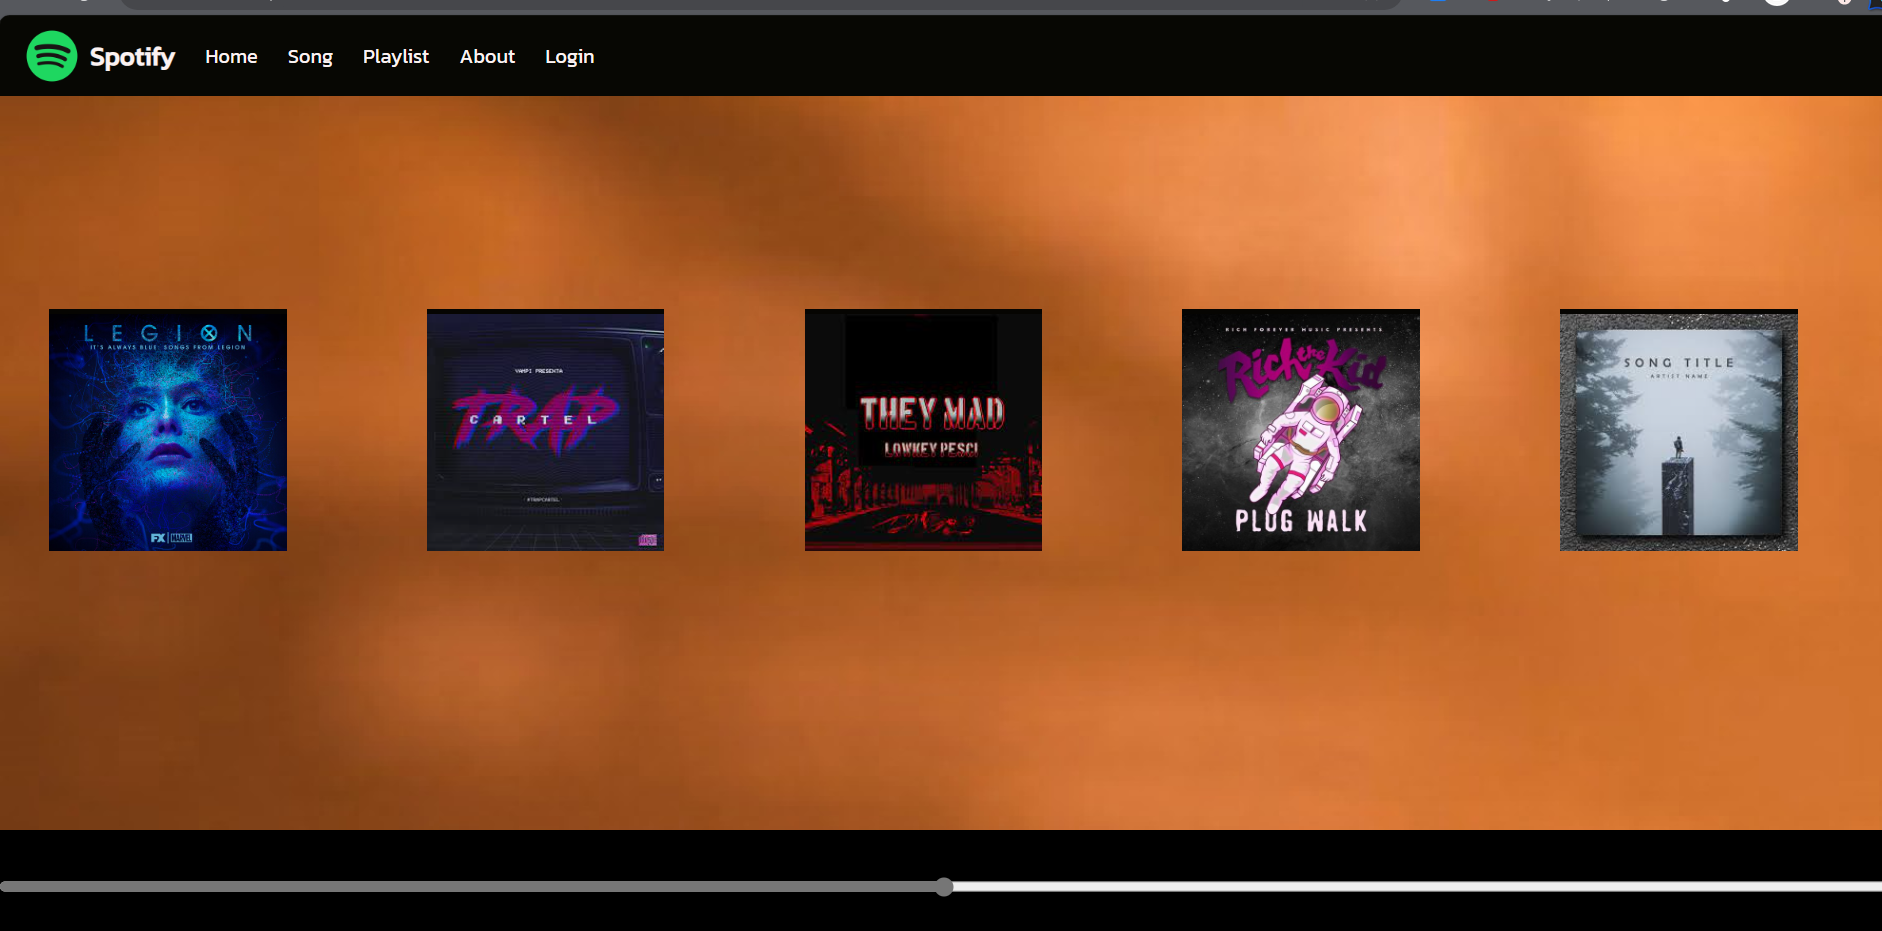 Spotify Home Song Playlist About Login
LEGION
IT'S ALWAYS BLUE: SONGS FROM LEGION
FX MARVEL
YAMPI PRESENTA
TRAP
CARTEL
#TRAPCARTEL
THEY MAD
LOWKEY PESCI
RICH FOREVER MUSIC PRESENTS
Rich the Kid
PLUG WALK
SONG TITLE
ARTIST NAME